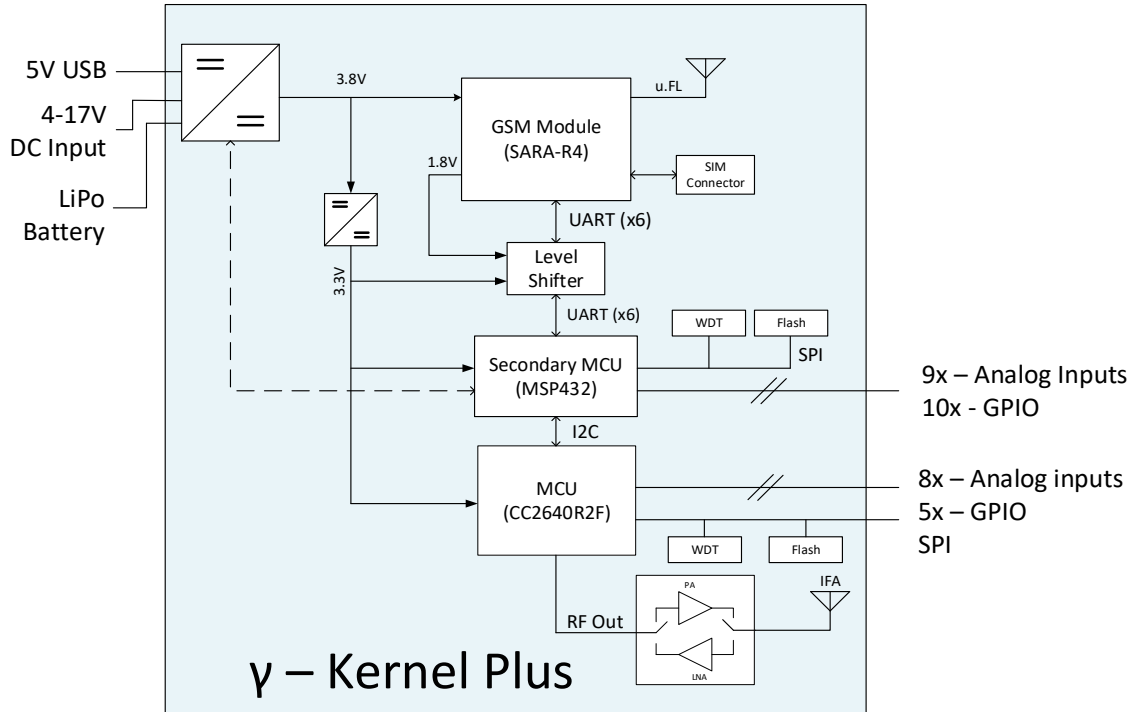 5V USB
4-17V
DC Input
LiPo
Battery
3.8V
u.FL
GSM Module
(SARA-R4)
1.8V
SIM
Connector
UART (x6)
Level
Shifter
3.3V
UART (x6)
WDT
Flash
SPI
Secondary MCU
(MSP432)
9x – Analog Inputs
10x - GPIO
I2C
MCU
(CC2640R2F)
8x – Analog inputs
5x – GPIO
SPI
WDT
Flash
PA
IFA
RF Out
LNA
γ – Kernel Plus